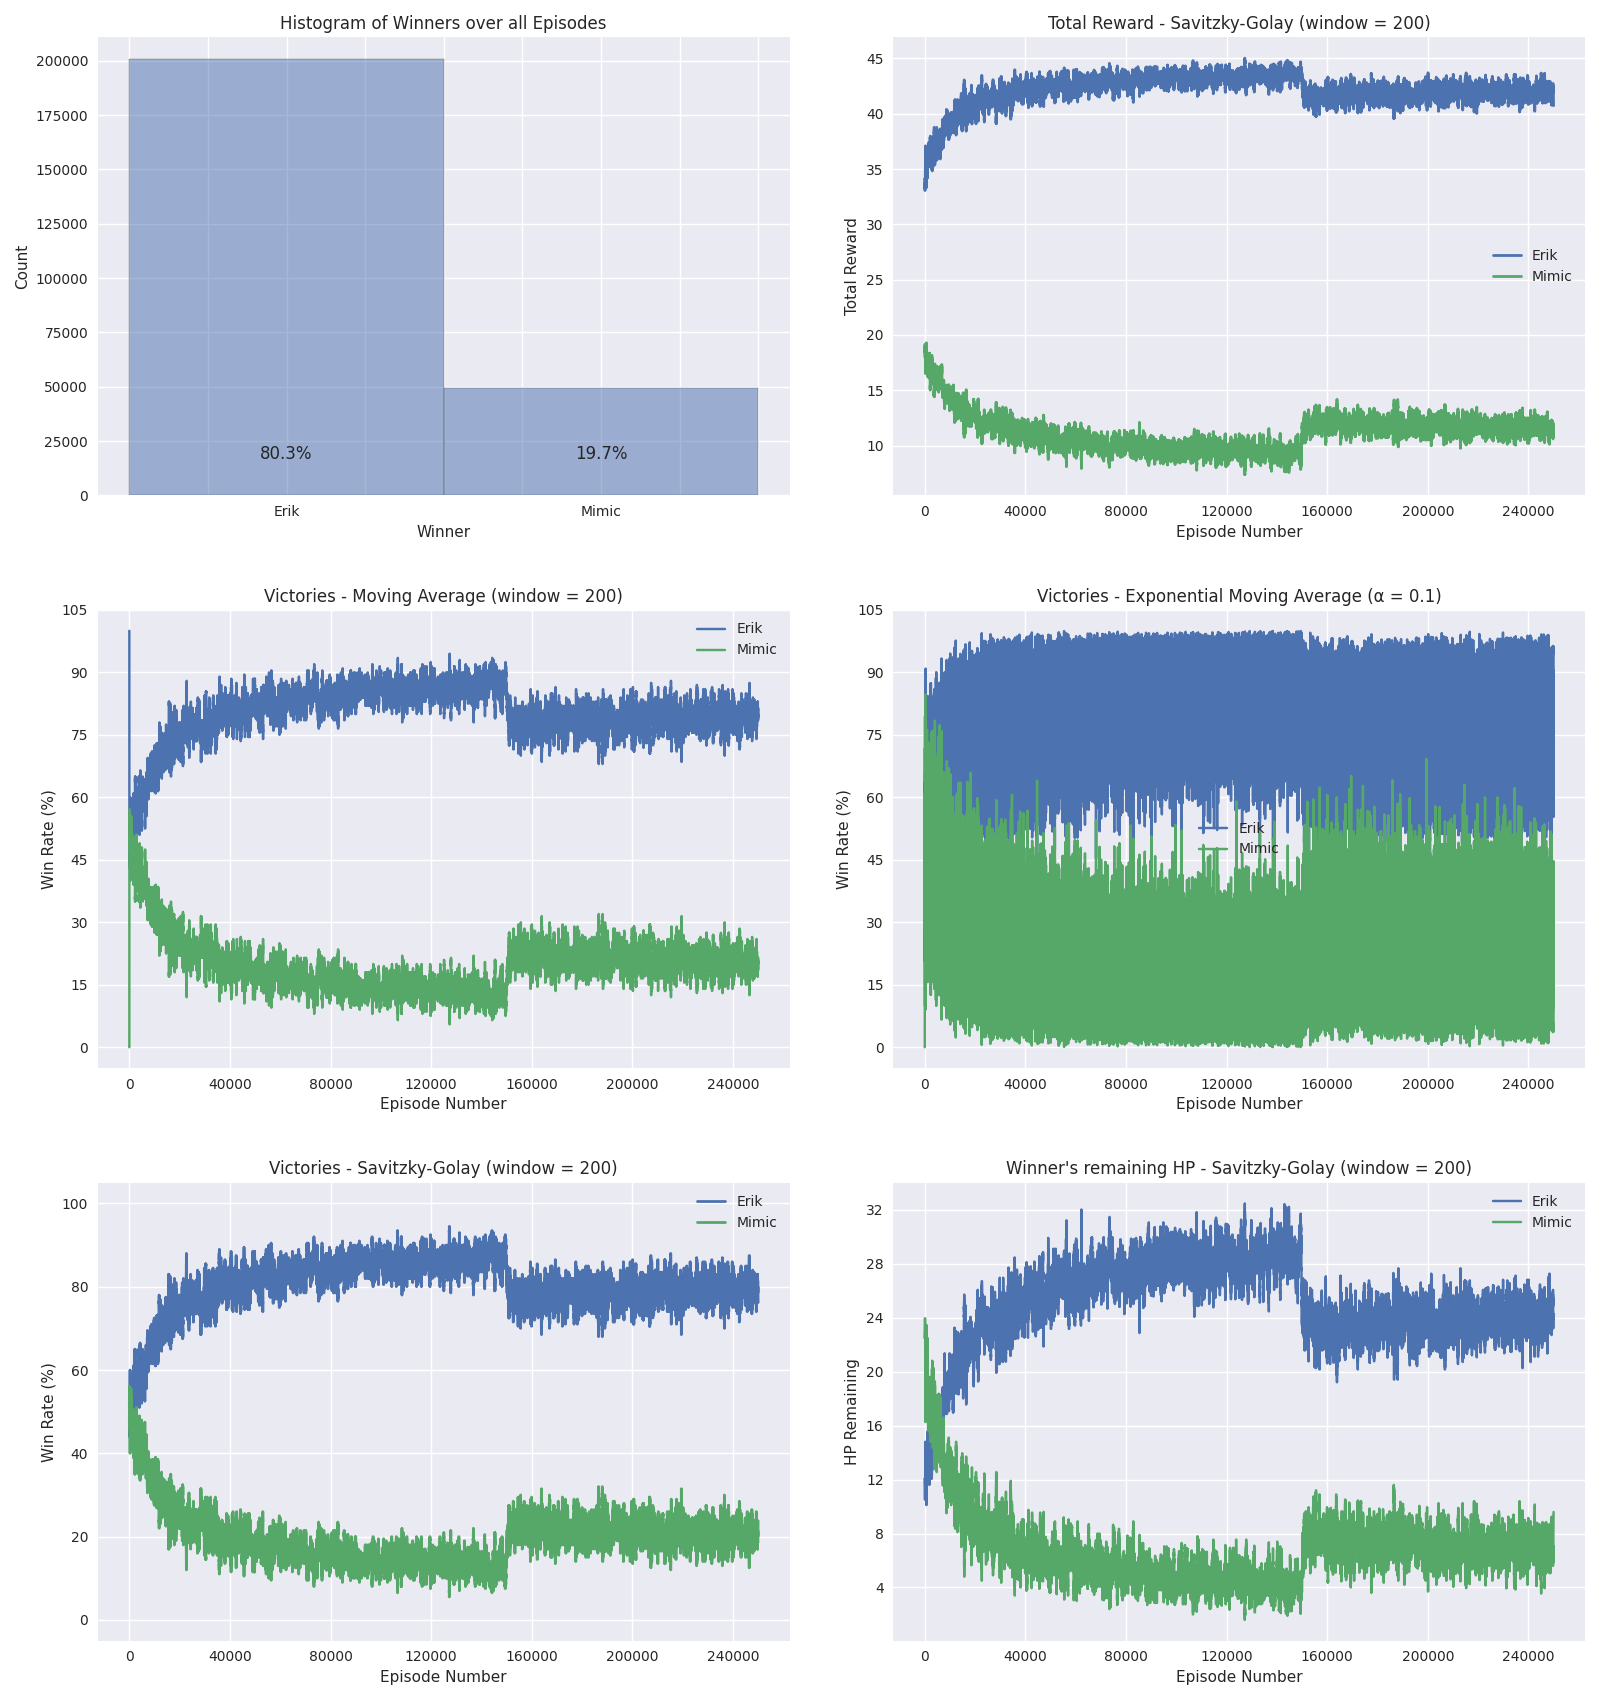 Histogram of Winners over all Episodes
200000
175000
150000
125000
100000
75000
50000
25000
0
Count
80.3%
19.7%
Erik
Mimic
Winner
Total Reward - Savitzky-Golay (window = 200)
45
40
35
30
25
20
15
10
Total Reward
Erik
Mimic
0 40000 80000 120000 160000 200000 240000
Episode Number
Victories - Moving Average (window = 200)
105
90
75
60
45
30
15
0
Win Rate (%)
Erik
Mimic
0 40000 80000 120000 160000 200000 240000
Episode Number
Victories - Exponential Moving Average (α = 0.1)
105
90
75
60
45
30
15
0
Win Rate (%)
Erik
Mimic
0 40000 80000 120000 160000 200000 240000
Episode Number
Victories - Savitzky-Golay (window = 200)
100
80
60
40
20
0
Win Rate (%)
Erik
Mimic
0 40000 80000 120000 160000 200000 240000
Episode Number
Winner's remaining HP - Savitzky-Golay (window = 200)
32
28
24
20
16
12
8
4
HP Remaining
Erik
Mimic
0 40000 80000 120000 160000 200000 240000
Episode Number